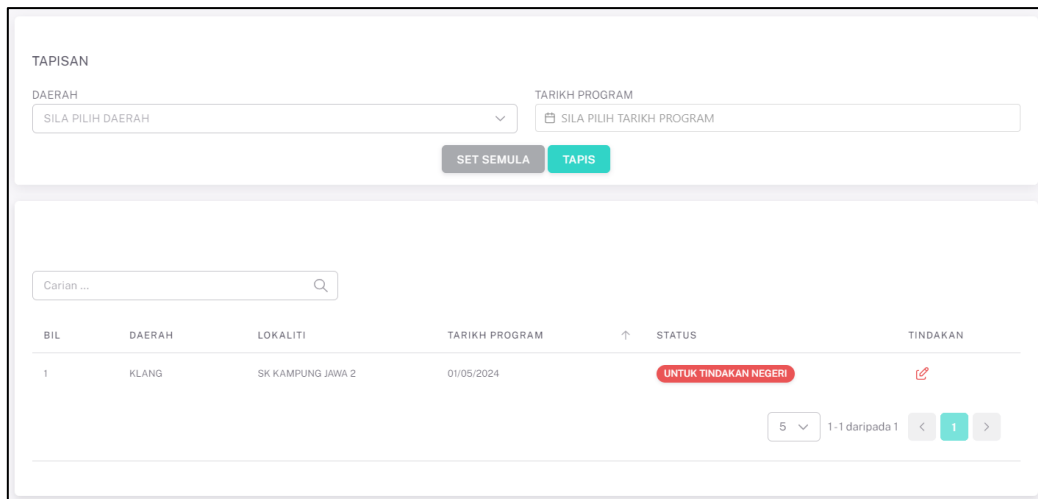 TAPISAN
DAERAH TARIKH PROGRAM
SILA PILIH DAERAH SILA PILIH TARIKH PROGRAM
SET SEMULA TAPIS
Carian ...
BIL DAERAH LOKALITI TARIKH PROGRAM STATUS TINDAKAN
1 KLANG SK KAMPUNG JAWA 2 01/05/2024 UNTUK TINDAKAN NEGERI
5 1 - 1 daripada 1 1